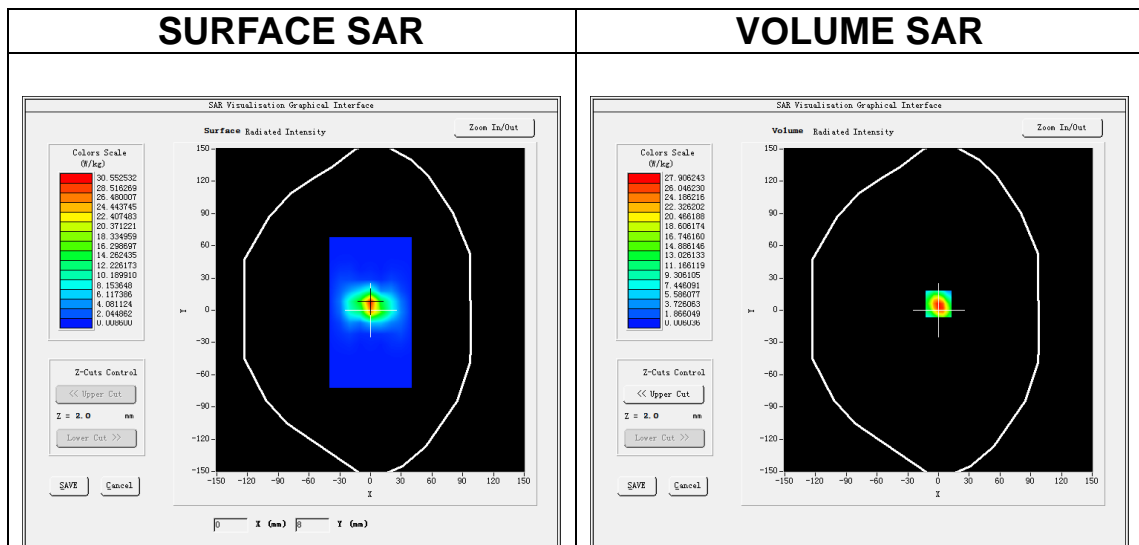 SURFACE SAR
VOLUME SAR
SAR Visualisation Graphical Interface
Surface Radiated Intensity
Zoom In/Out
Colors Scale
(W/kg)
30.552532
28.516269
26.480007
24.443745
22.407483
20.371221
18.334959
16.298697
14.262435
12.226173
10.189910
8.153648
6.117386
4.081124
2.044862
0.008600
150
120
90
60
30
0
-30
-60
-90
-120
-150
Y
-150 -120 -90 -60 -30 0 30 60 90 120 150
X
Z-Cuts Control
<< Upper Cut
Z = 2.0 mm
Lower Cut >>
SAVE Cancel
0 X (mm) 8 Y (mm)
SAR Visualisation Graphical Interface
Volume Radiated Intensity
Zoom In/Out
Colors Scale
(W/kg)
27.906243
26.046230
24.186216
22.326202
20.466188
18.606174
16.746160
14.886146
13.026133
11.166119
9.306105
7.446091
5.586077
3.726063
1.866049
0.006036
150
120
90
60
30
0
-30
-60
-90
-120
-150
Y
-150 -120 -90 -60 -30 0 30 60 90 120 150
X
Z-Cuts Control
<< Upper Cut
Z = 2.0 mm
Lower Cut >>
SAVE Cancel